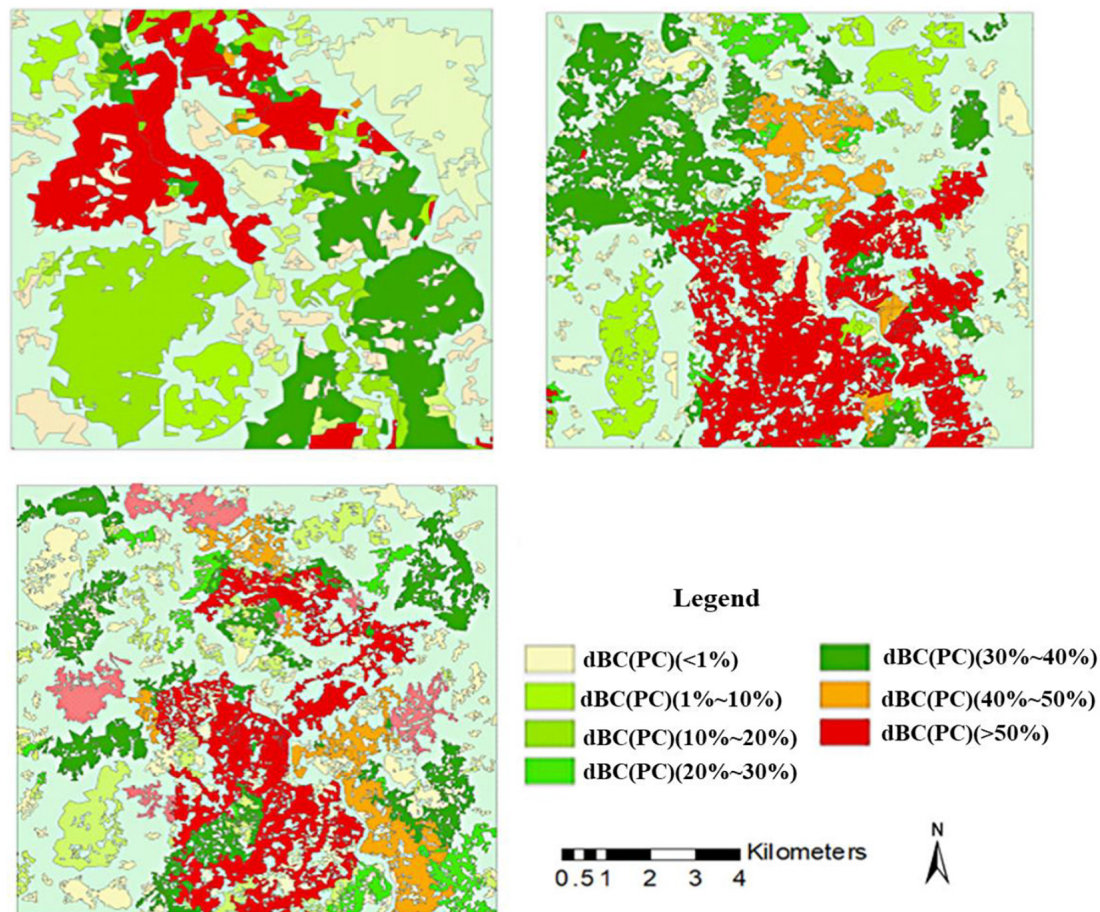 Legend
dBC(PC)(<1%)
dBC(PC)(1%~10%)
dBC(PC)(10%~20%)
dBC(PC)(20%~30%)
dBC(PC)(30%~40%)
dBC(PC)(40%~50%)
dBC(PC)(>50%)
Kilometers
0 .5 1 2 3 4
N